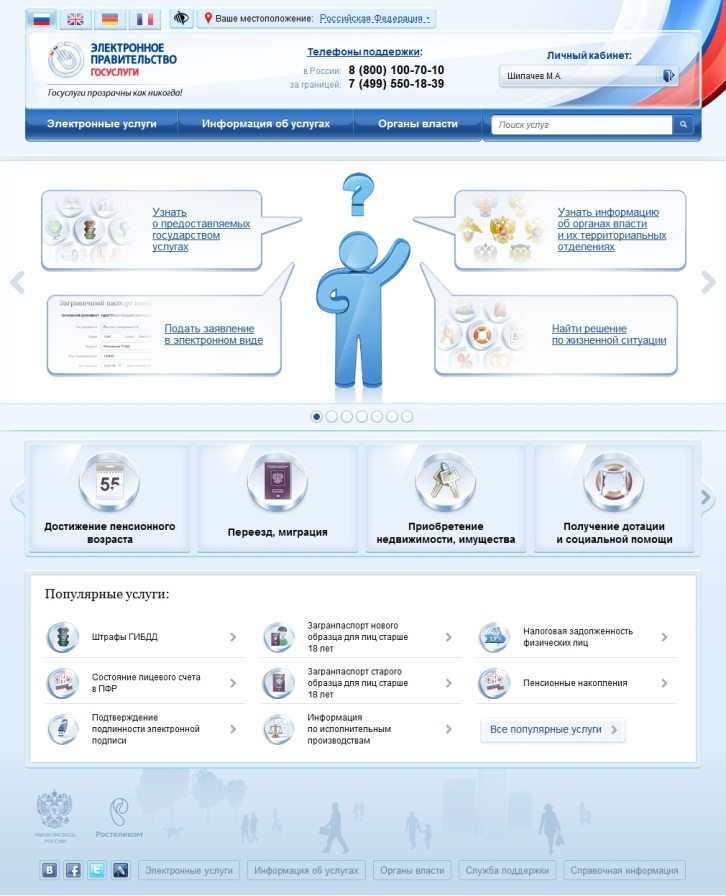 Ваше местоположение: Российская Федерация
ЭЛЕКТРОННОЕ
ПРАВИТЕЛЬСТВО
ГОСУСЛУГИ
Госуслуги прозрачны как никогда!
Телефоны поддержки:
в России: 8 (800) 100-70-10
за границей: 7 (499) 550-18-39
Личный кабинет:
Шипачев М.А.
Электронные услуги
Информация об услугах
Органы власти
Поиск услуг
Узнать
о предоставляемых
государством
услугах
Узнать информацию
об органах власти
и их территориальных
отделениях
Заграничный паспорт
Подать заявление
в электронном виде
Найти решение
по жизненной ситуации
55
Достижение пенсионного
возраста
Переезд, миграция
Приобретение
недвижимости, имущества
Получение дотации
и социальной помощи
Популярные услуги:
Штрафы ГИБДД
Загранпаспорт нового
образца для лиц старше
18 лет
Налоговая задолженность
физических лиц
Состояние лицевого счета
в ПФР
Загранпаспорт старого
образца для лиц старше
18 лет
Пенсионные накопления
Подтверждение
подлинности электронной
подписи
Информация
по исполнительным
производствам
Все популярные услуги
МИНКОМСВЯЗЬ
РОССИИ
Ростелеком
Электронные услуги
Информация об услугах
Органы власти
Служба поддержки
Справочная информация